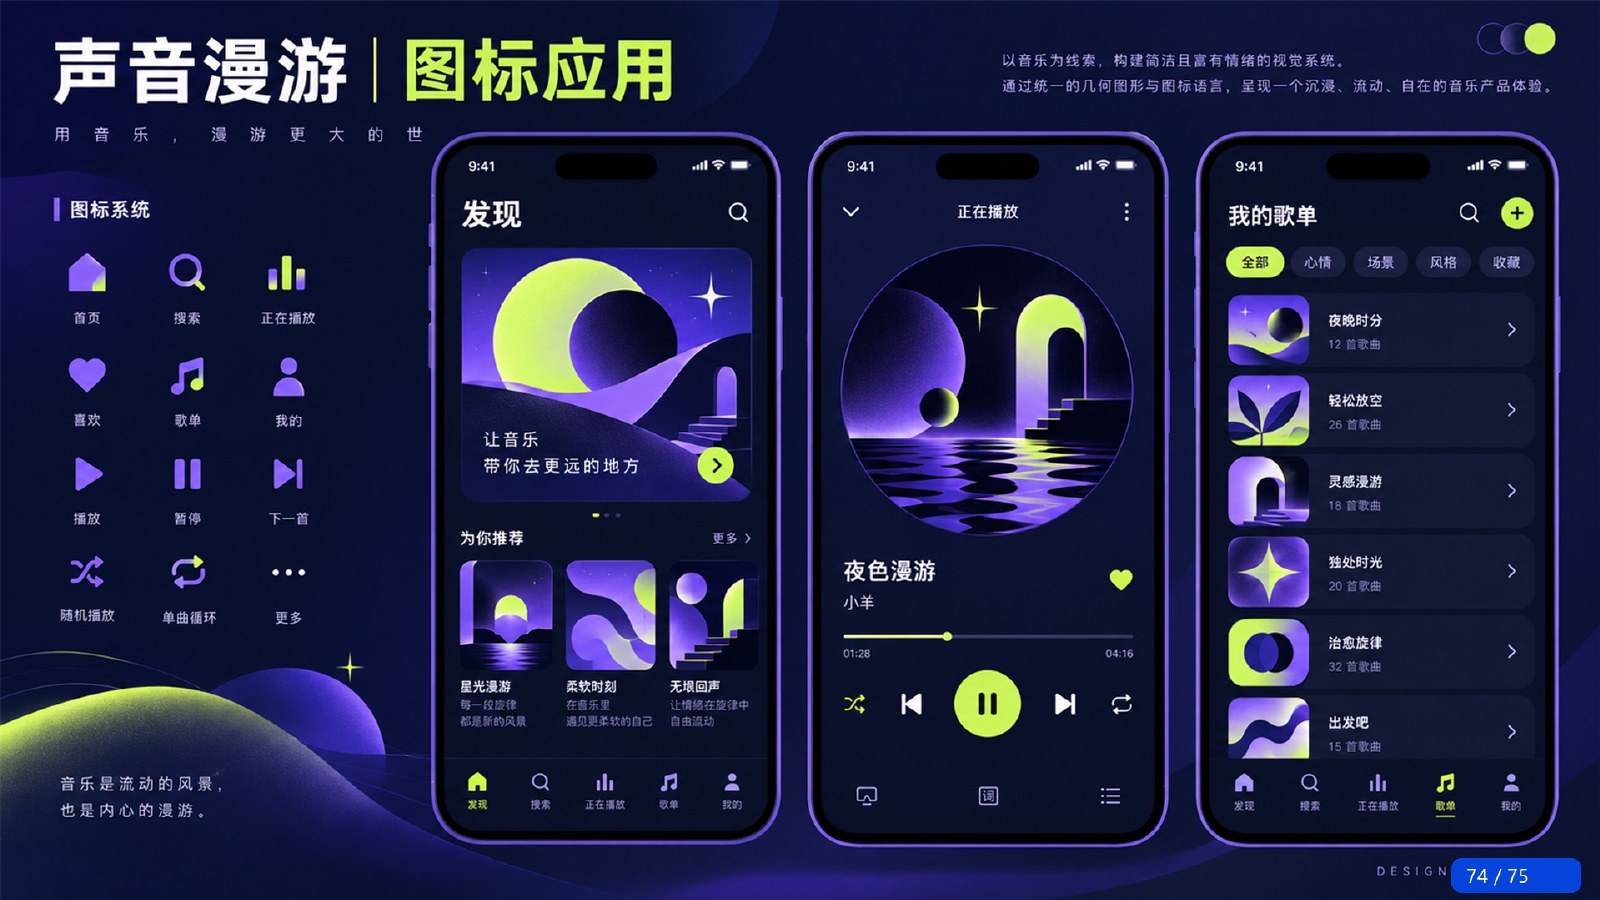 声音漫游 | 图标应用
用音乐，漫游更大的世
以音乐为线索，构建简洁且富有情绪的视觉系统。
通过统一的几何图形与图标语言，呈现一个沉浸、流动、自在的音乐产品体验。
图标系统
首页
搜索
正在播放
喜欢
歌单
我的
播放
暂停
下一首
随机播放
单曲循环
更多
音乐是流动的风景，
也是内心的漫游。
9:41
发现
让音乐
带你去更远的地方
为你推荐
更多
星光漫游
每一段旋律
都是新的风景
柔软时刻
在音乐里
遇见更柔软的自己
无垠回声
让情绪在旋律中
自由流动
发现
搜索
正在播放
歌单
我的
9:41
正在播放
夜色漫游
小羊
01:28
04:16
词
9:41
我的歌单
全部
心情
场景
风格
收藏
夜晚时分
12 首歌曲
轻松放空
26 首歌曲
灵感漫游
18 首歌曲
独处时光
20 首歌曲
治愈旋律
32 首歌曲
出发吧
15 首歌曲
发现
搜索
正在播放
歌单
我的
DESIGN
74 / 75